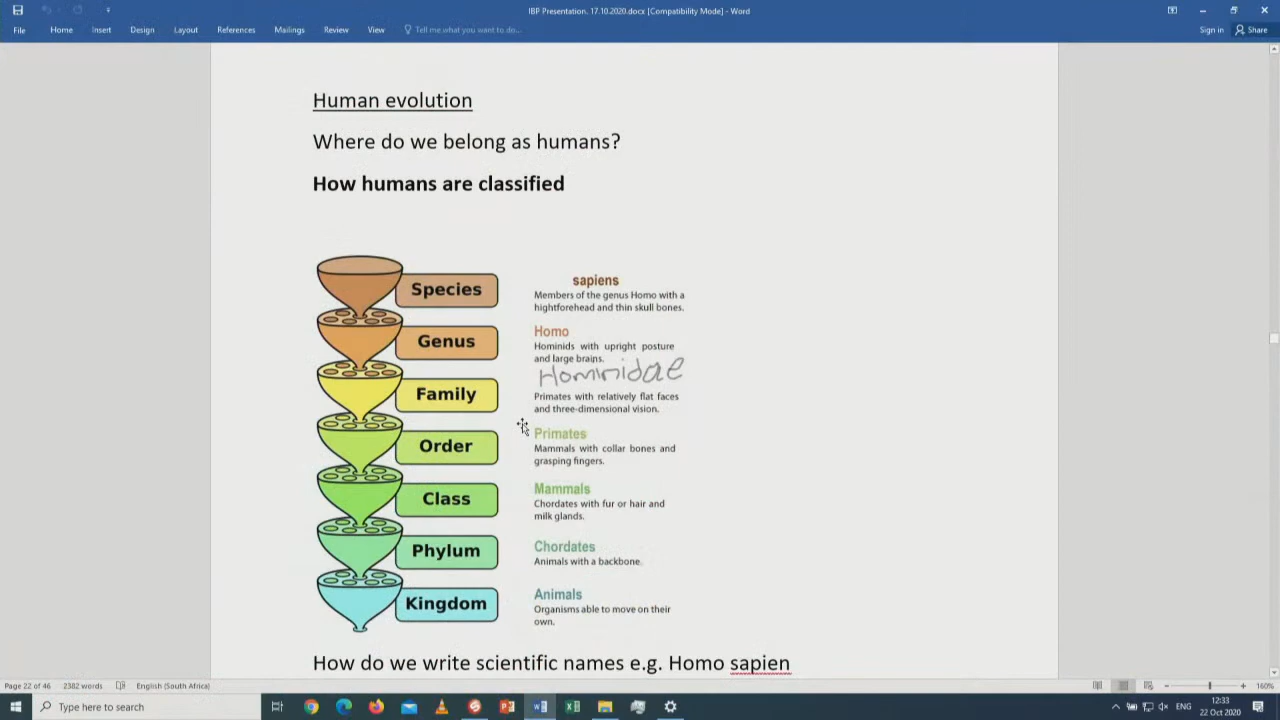 IBP Presentation. 17.10.2020.docx [Compatibility Mode] - Word
File Home Insert Design Layout References Mailings Review View Tell me what you want to do... Sign in Share
Human evolution
Where do we belong as humans?
How humans are classified
Species
sapiens
Members of the genus Homo with a
hightforehead and thin skull bones.
Genus
Homo
Hominids with upright posture
and large brains.
Hominidae
Family
Primates with relatively flat faces
and three-dimensional vision.
Order
Primates
Mammals with collar bones and
grasping fingers.
Class
Mammals
Chordates with fur or hair and
milk glands.
Phylum
Chordates
Animals with a backbone.
Kingdom
Animals
Organisms able to move on their
own.
How do we write scientific names e.g. Homo sapien
Page 22 of 46 2382 words English (South Africa) 160%
Type here to search
ENG
12:33
22 Oct 2020